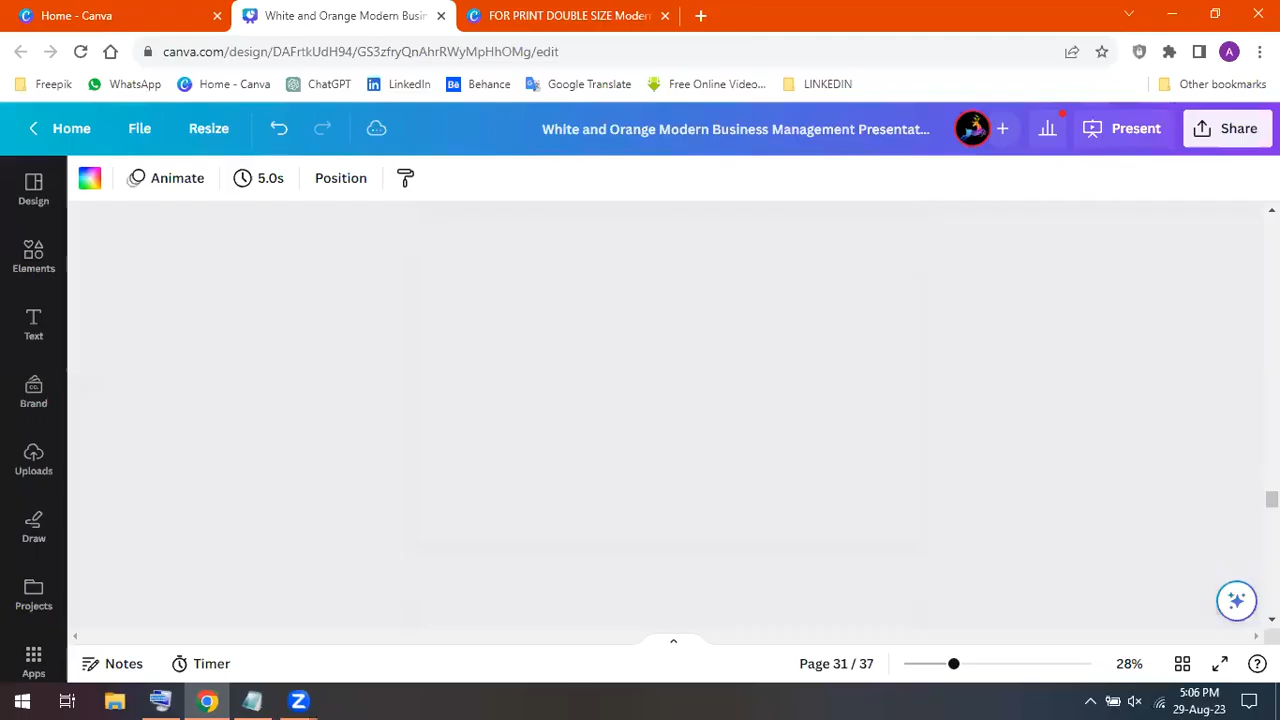 Home - Canva
White and Orange Modern Busin
FOR PRINT DOUBLE SIZE Modern
canva.com/design/DAFrtkUdH94/GS3zfryQnAhrRWyMpHhOMg/edit
A
Freepik
WhatsApp
Home - Canva
ChatGPT
LinkedIn
Bē
Behance
Google Translate
Free Online Video...
LINKEDIN
Other bookmarks
Home
File
Resize
White and Orange Modern Business Management Presentat...
Present
Share
Animate
5.0s
Position
Design
Elements
Text
Brand
Uploads
Draw
Projects
Apps
Notes
Timer
Page 31 / 37
28%
5:06 PM
29-Aug-23